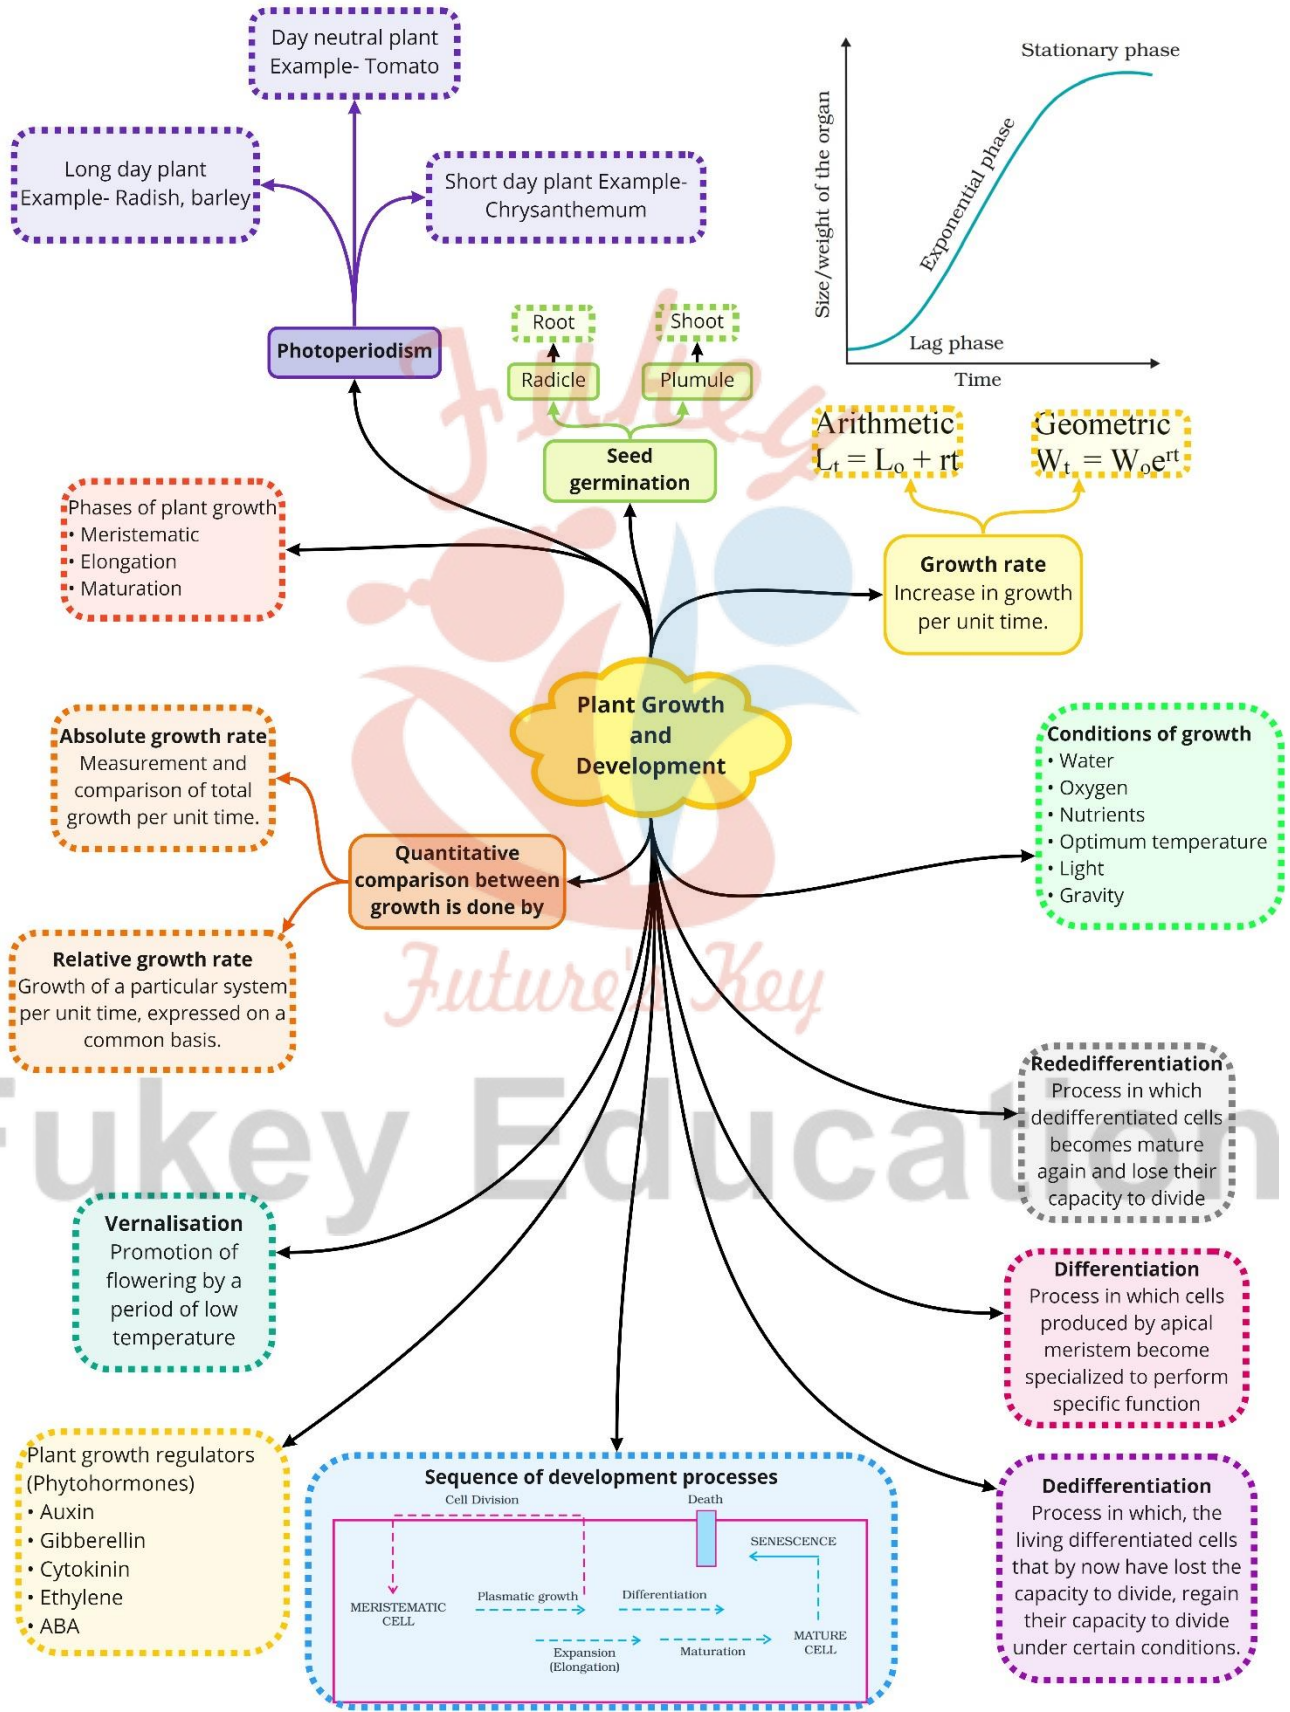 Day neutral plant
Example- Tomato
Long day plant
Example- Radish, barley
Short day plant Example-
Chrysanthemum
Photoperiodism
Stationary phase
Exponential phase
Lag phase
Size/weight of the organ
Time
Root
Shoot
Radicle
Plumule
Seed
germination
Arithmetic
Lt = Lo + rt
Geometric
Wt = Woe^rt
Growth rate
Increase in growth
per unit time.
Phases of plant growth
• Meristematic
• Elongation
• Maturation
Fukey
Plant Growth
and
Development
Absolute growth rate
Measurement and
comparison of total
growth per unit time.
Quantitative
comparison between
growth is done by
Relative growth rate
Growth of a particular system
per unit time, expressed on a
common basis.
Conditions of growth
• Water
• Oxygen
• Nutrients
• Optimum temperature
• Light
• Gravity
Future's Key
Fukey Education
Rededifferentiation
Process in which
dedifferentiated cells
becomes mature
again and lose their
capacity to divide
Vernalisation
Promotion of
flowering by a
period of low
temperature
Differentiation
Process in which cells
produced by apical
meristem become
specialized to perform
specific function
Plant growth regulators
(Phytohormones)
• Auxin
• Gibberellin
• Cytokinin
• Ethylene
• ABA
Sequence of development processes
Cell Division
Death
SENESCENCE
MERISTEMATIC
CELL
Plasmatic growth
Differentiation
Expansion
(Elongation)
Maturation
MATURE
CELL
Dedifferentiation
Process in which, the
living differentiated cells
that by now have lost the
capacity to divide, regain
their capacity to divide
under certain conditions.